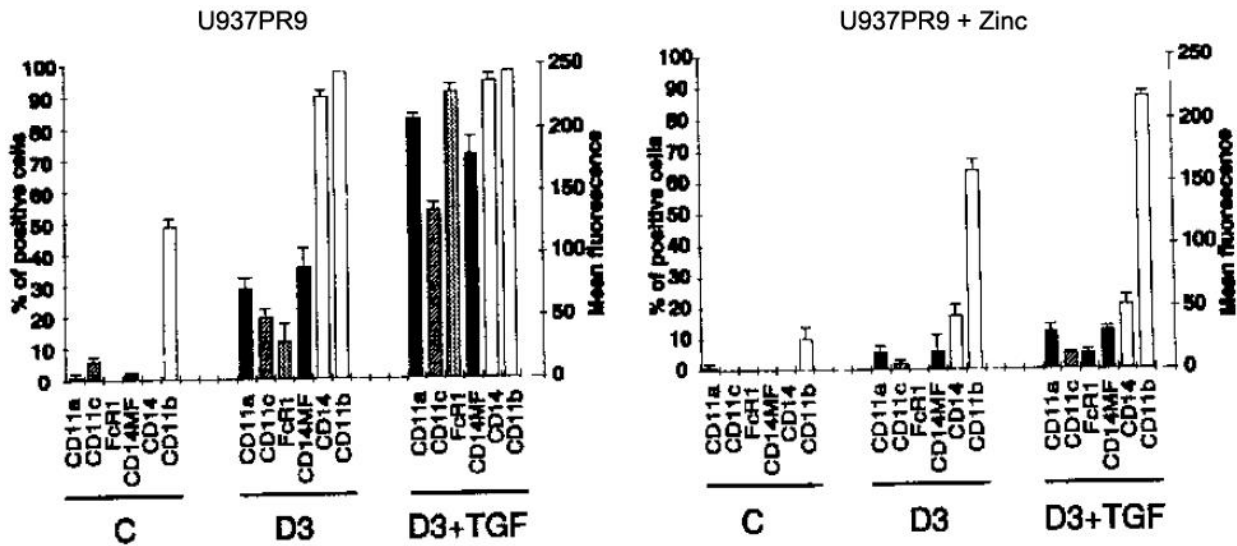 U937PR9
U937PR9 + Zinc
% of positive cells
100
90
80
70
60
50
40
30
20
10
0
250
200
150
100
50
0
Mean fluorescence
CD11a
CD11c
FcR1
CD14MF
CD14
CD11b
CD11a
CD11c
FcR1
CD14MF
CD14
CD11b
CD11a
CD11c
FcR1
CD14MF
CD14
CD11b
C
D3
D3+TGF
% of positive cells
100
90
80
70
60
50
40
30
20
10
0
250
200
150
100
50
0
Mean fluorescence
CD11a
CD11c
FcR1
CD14MF
CD14
CD11b
CD11a
CD11c
FcR1
CD14MF
CD14
CD11b
CD11a
CD11c
FcR1
CD14MF
CD14
CD11b
C
D3
D3+TGF